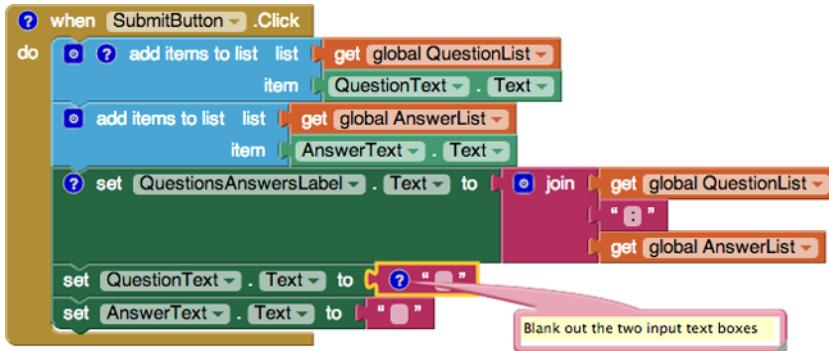 ? when SubmitButton .Click
do ? add items to list list get global QuestionList
item QuestionText . Text
add items to list list get global AnswerList
item AnswerText . Text
? set QuestionsAnswersLabel . Text to join get global QuestionList
" : "
get global AnswerList
set QuestionText . Text to ? " "
set AnswerText . Text to " "
Blank out the two input text boxes